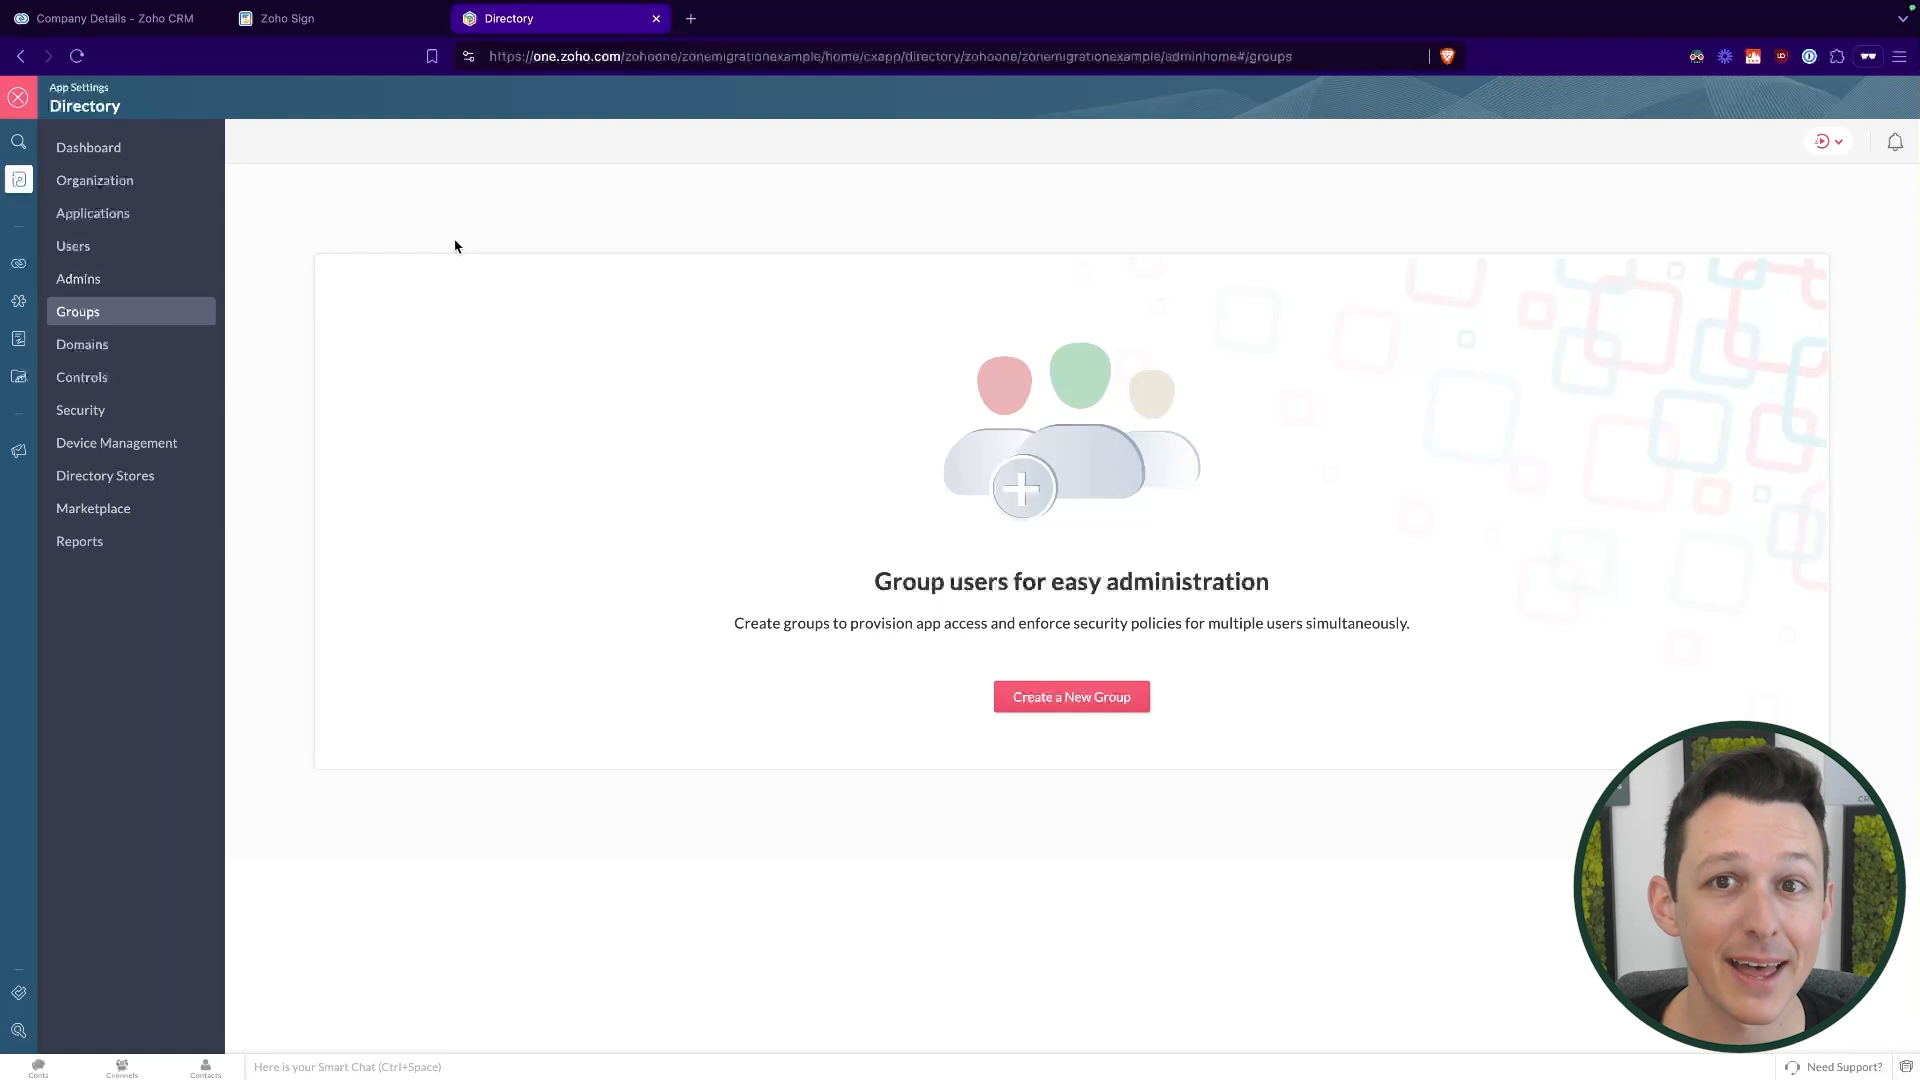 Company Details - Zoho CRM
Zoho Sign
Directory
https://one.zoho.com/zohoone/zonemigrationexample/home/cxapp/directory/zohoone/zonemigrationexample/adminhome#/groups
App Settings
Directory
Dashboard
Organization
Applications
Users
Admins
Groups
Domains
Controls
Security
Device Management
Directory Stores
Marketplace
Reports
Group users for easy administration
Create groups to provision app access and enforce security policies for multiple users simultaneously.
Create a New Group
Channels
Contacts
Here is your Smart Chat (Ctrl+Space)
Need Support?